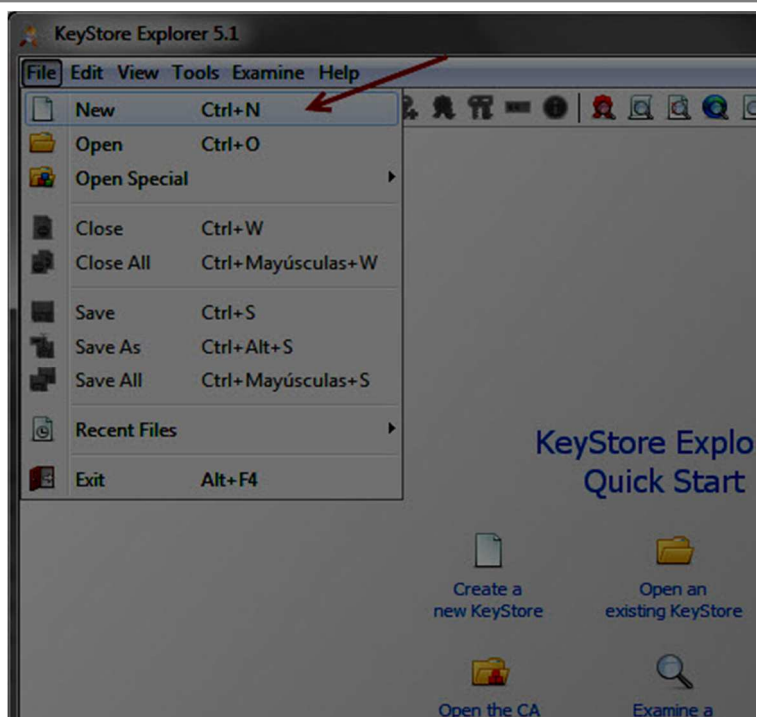 KeyStore Explorer 5.1
File Edit View Tools Examine Help
New Ctrl+N
Open Ctrl+O
Open Special
Close Ctrl+W
Close All Ctrl+Mayúsculas+W
Save Ctrl+S
Save As Ctrl+Alt+S
Save All Ctrl+Mayúsculas+S
Recent Files
Exit Alt+F4
KeyStore Explo
Quick Start
Create a
new KeyStore
Open an
existing KeyStore
Open the CA
Examine a